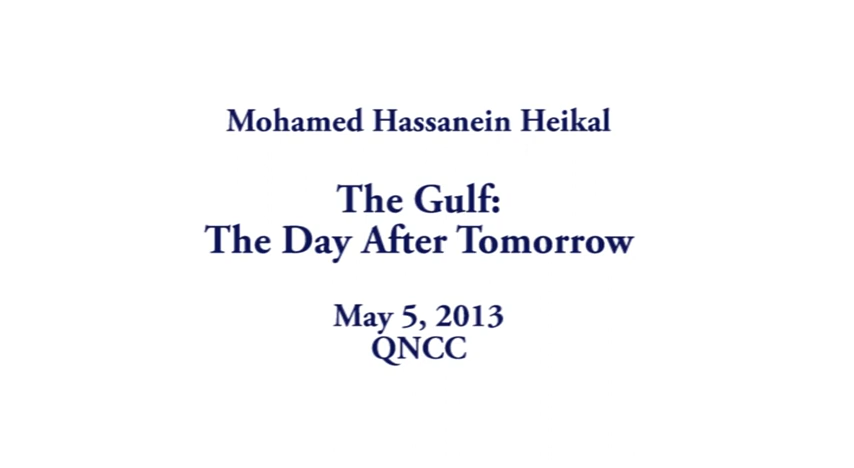 Mohamed Hassanein Heikal
The Gulf:
The Day After Tomorrow
May 5, 2013
QNCC